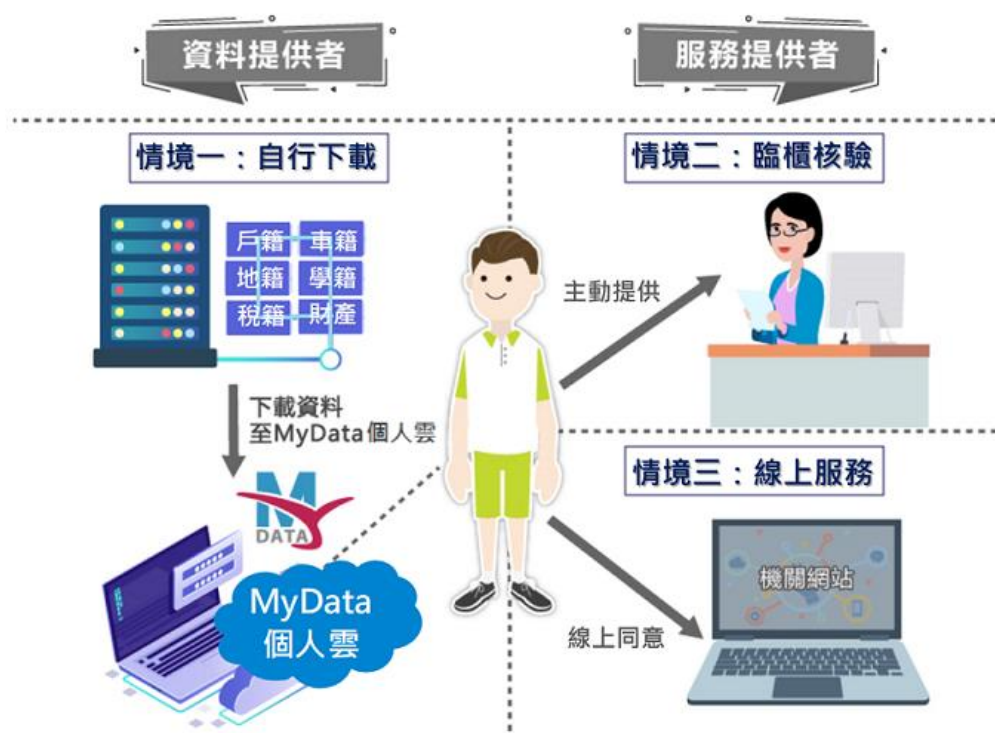 資料提供者
服務提供者
情境一：自行下載
戶籍 車籍
地籍 學籍
稅籍 財產
下載資料
至MyData個人雲
MY
DATA
MyData
個人雲
情境二：臨櫃核驗
主動提供
情境三：線上服務
機關網站
線上同意